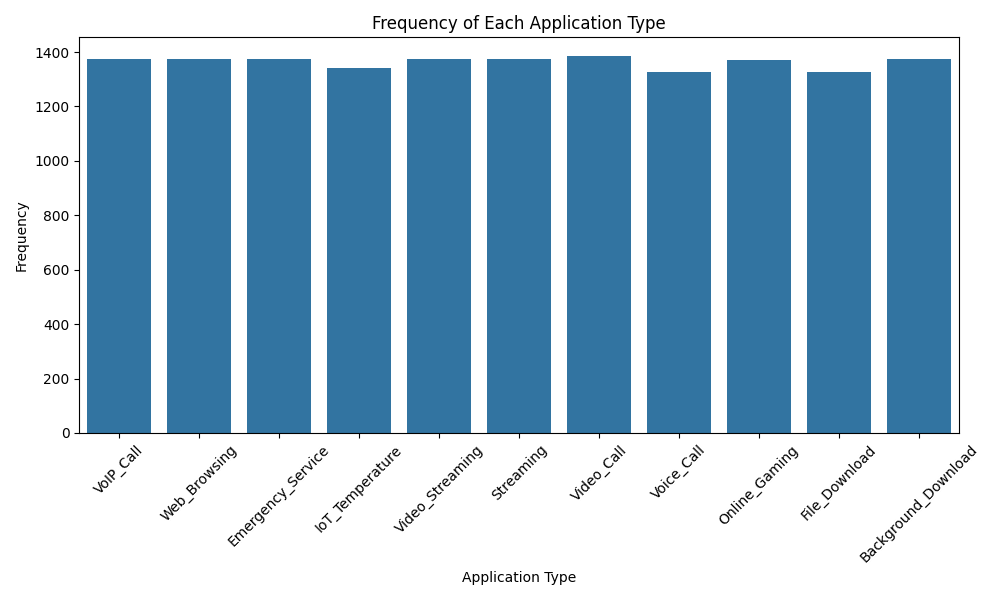 Frequency of Each Application Type
1400
1200
1000
800
600
400
200
0
Frequency
VoIP_Call
Web_Browsing
Emergency_Service
IoT_Temperature
Video_Streaming
Streaming
Video_Call
Voice_Call
Online_Gaming
File_Download
Background_Download
Application Type